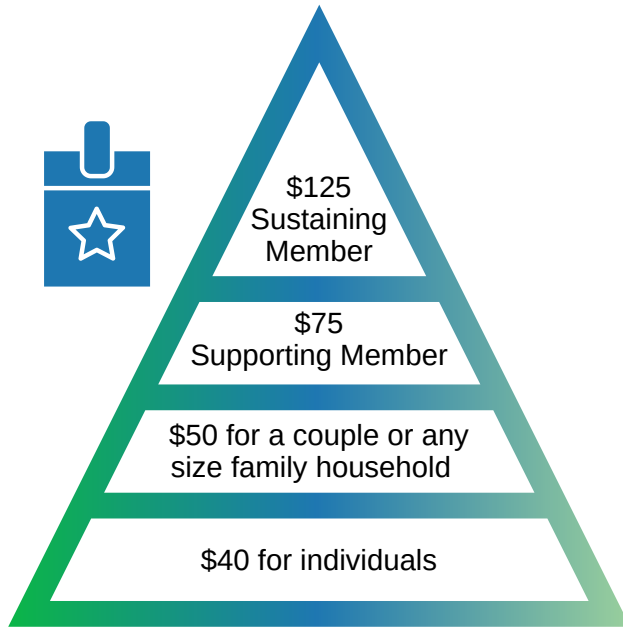 $125
Sustaining
Member
$75
Supporting Member
$50 for a couple or any
size family household
$40 for individuals